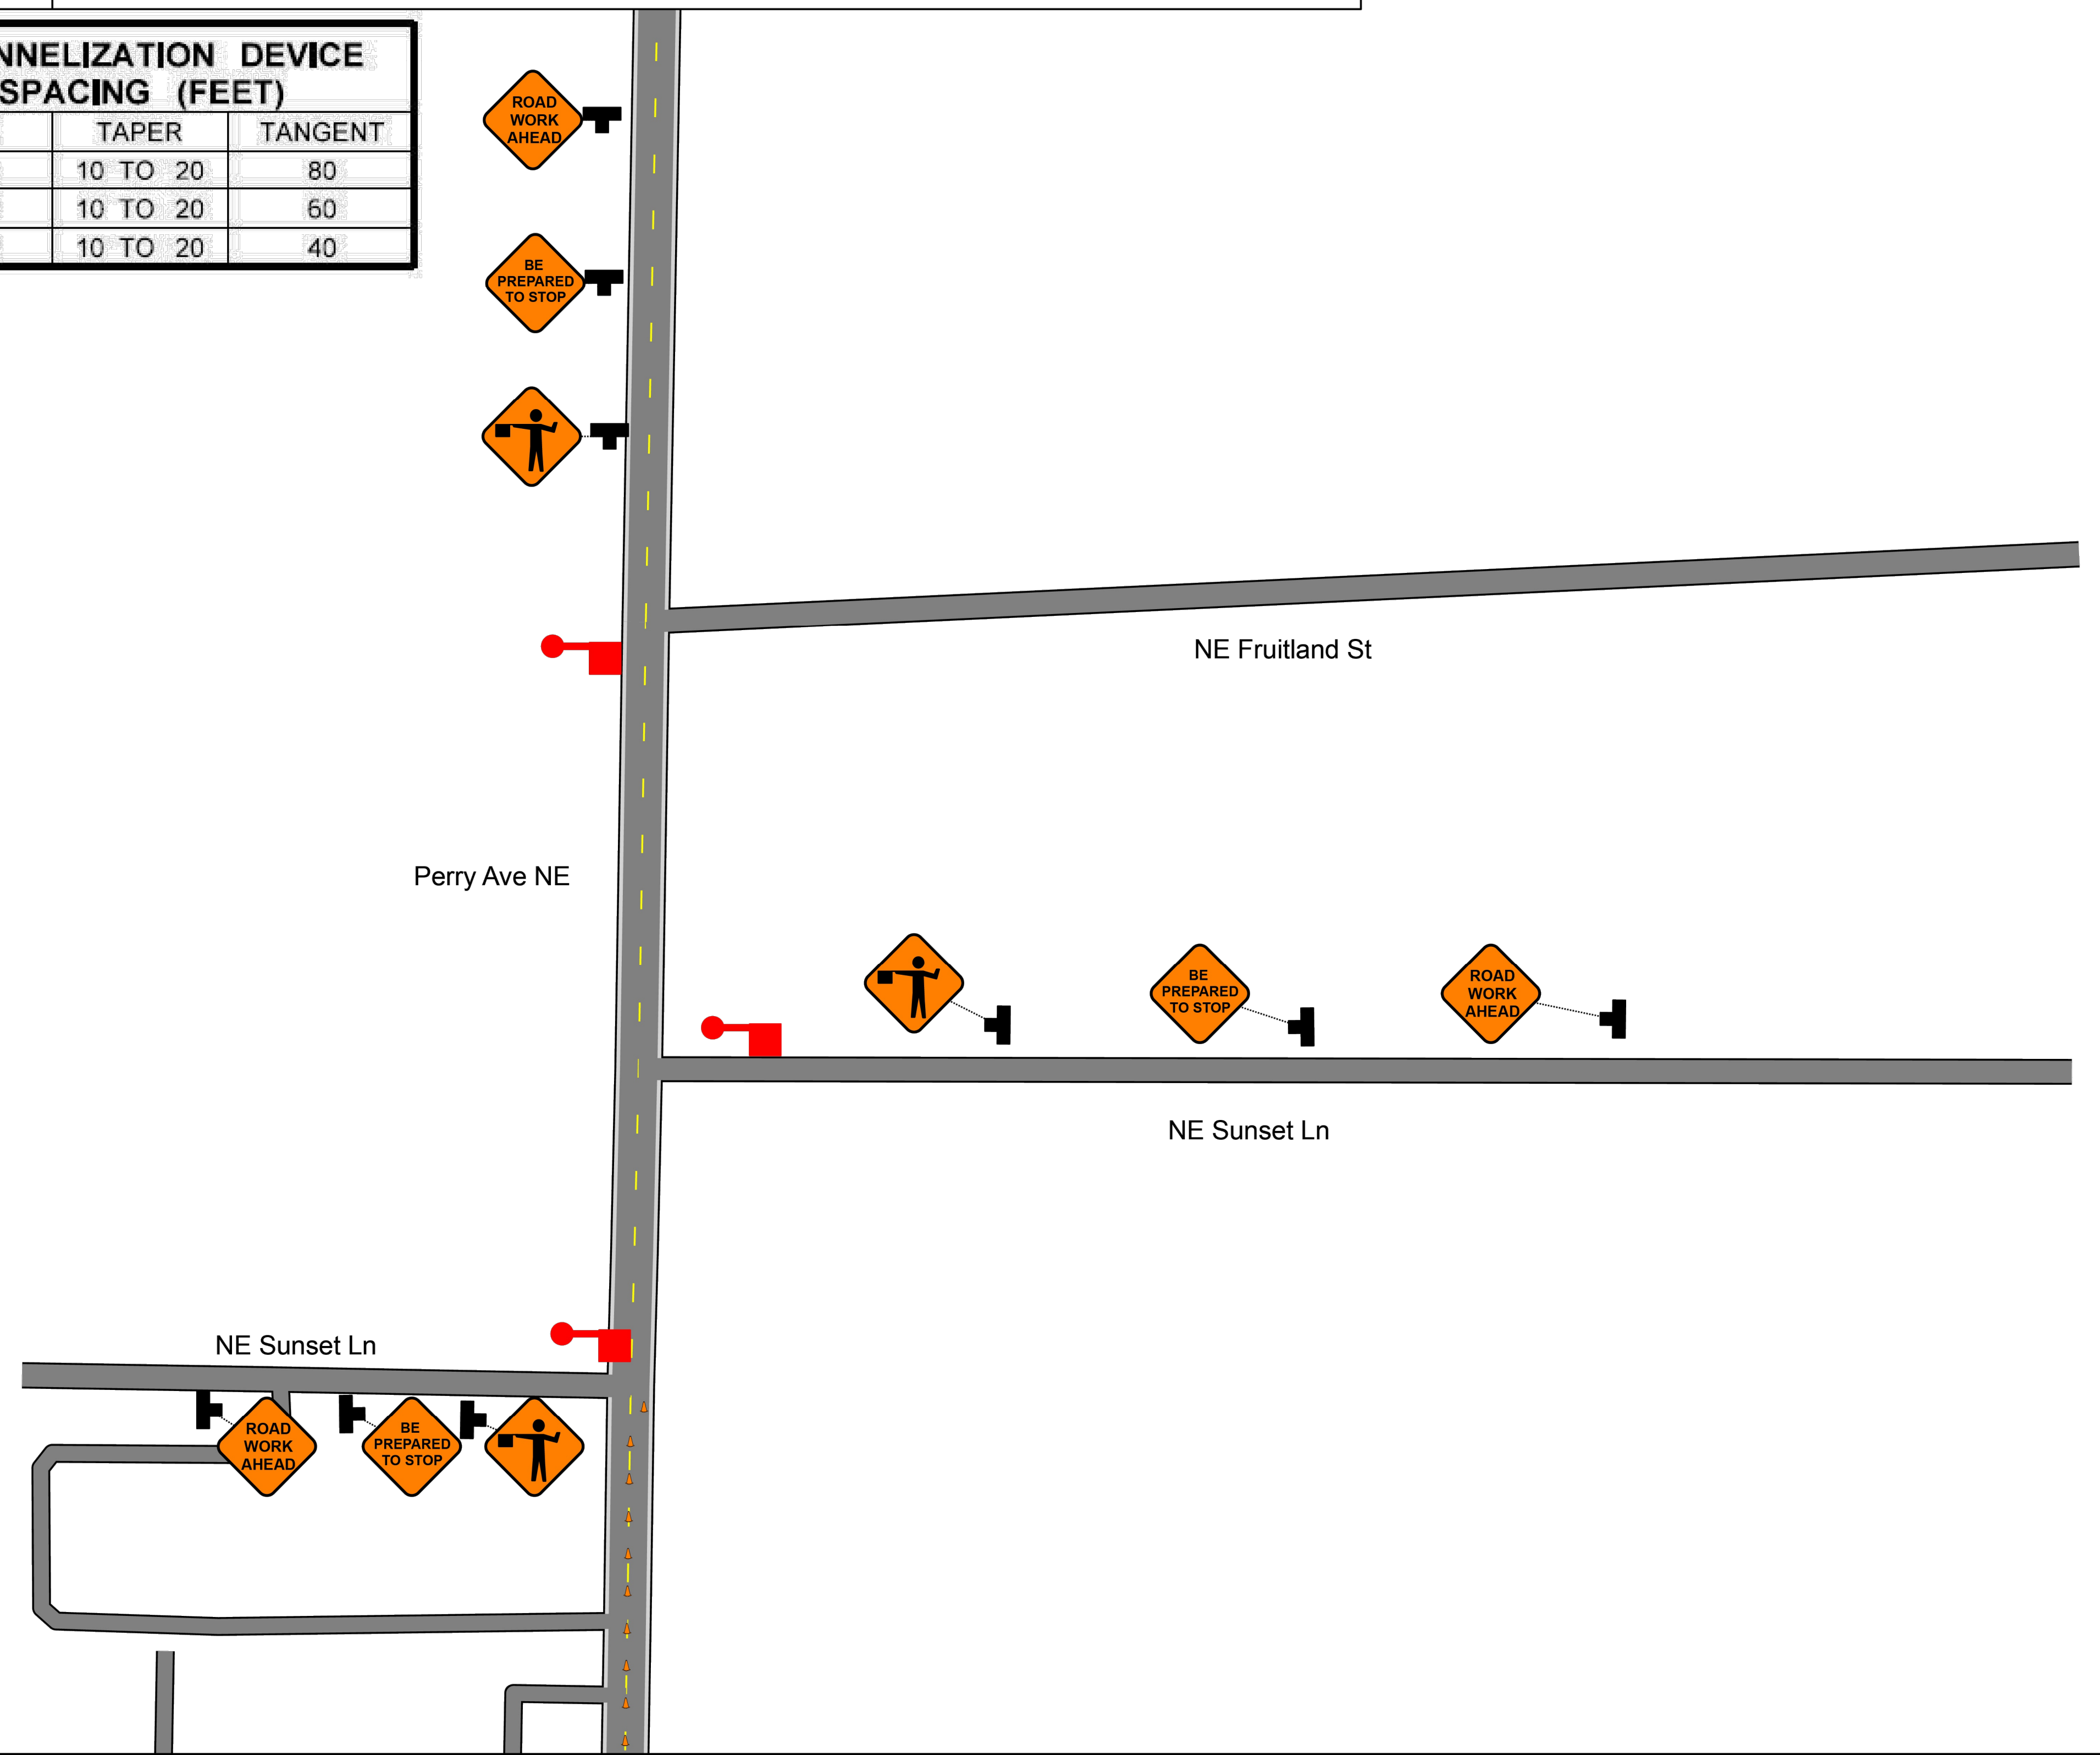 NNELIZATION DEVICE
SPACING (FEET)
TAPER TANGENT
10 TO 20 80
10 TO 20 60
10 TO 20 40
ROAD
WORK
AHEAD
BE
PREPARED
TO STOP
NE Fruitland St
Perry Ave NE
BE
PREPARED
TO STOP
ROAD
WORK
AHEAD
NE Sunset Ln
NE Sunset Ln
ROAD
WORK
AHEAD
BE
PREPARED
TO STOP